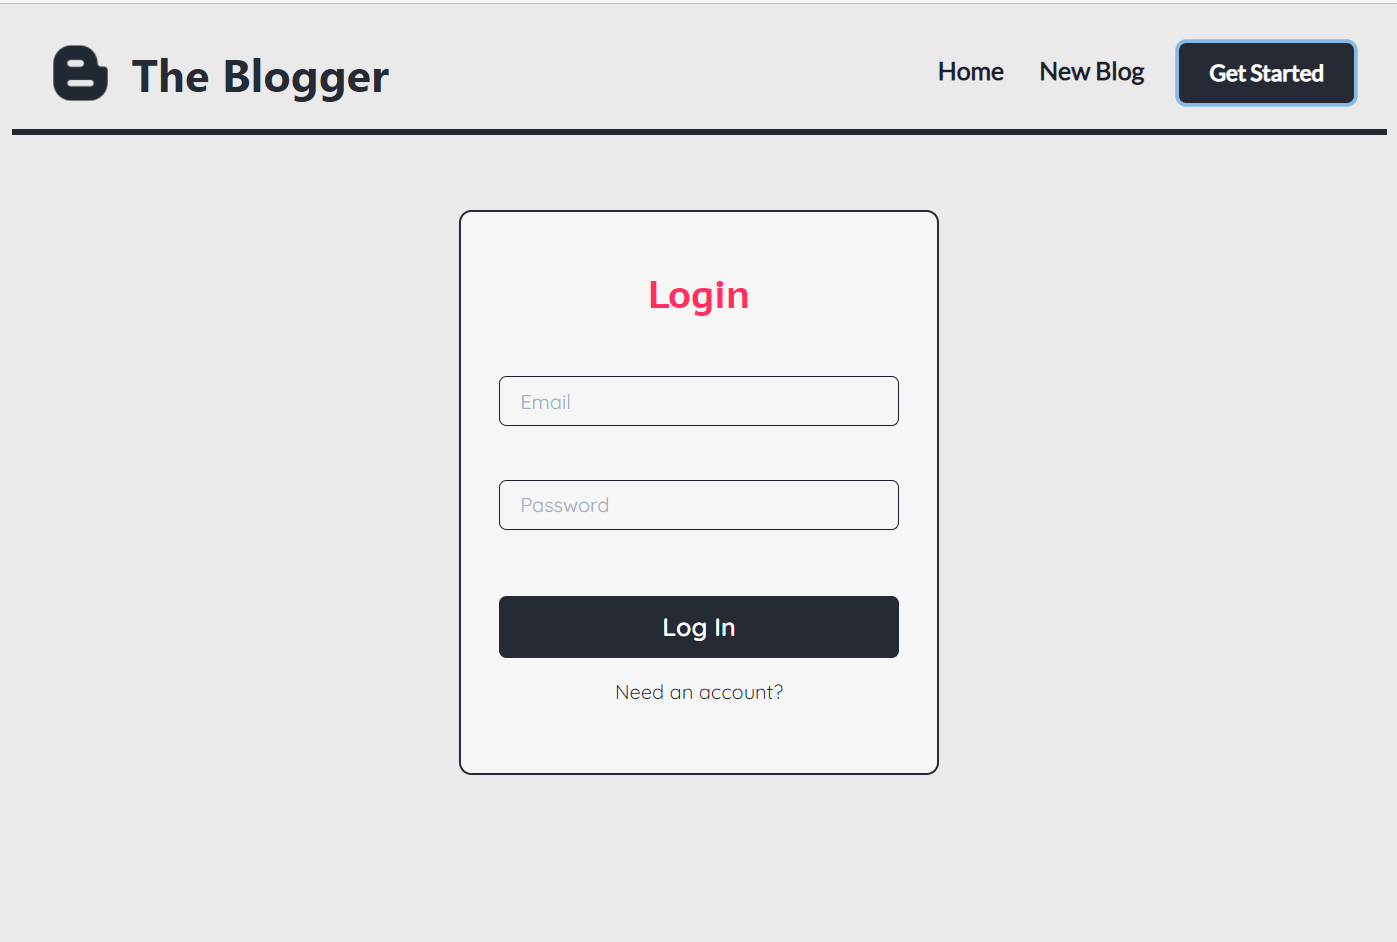 The Blogger
Home
New Blog
Get Started
Login
Email
Password
Log In
Need an account?